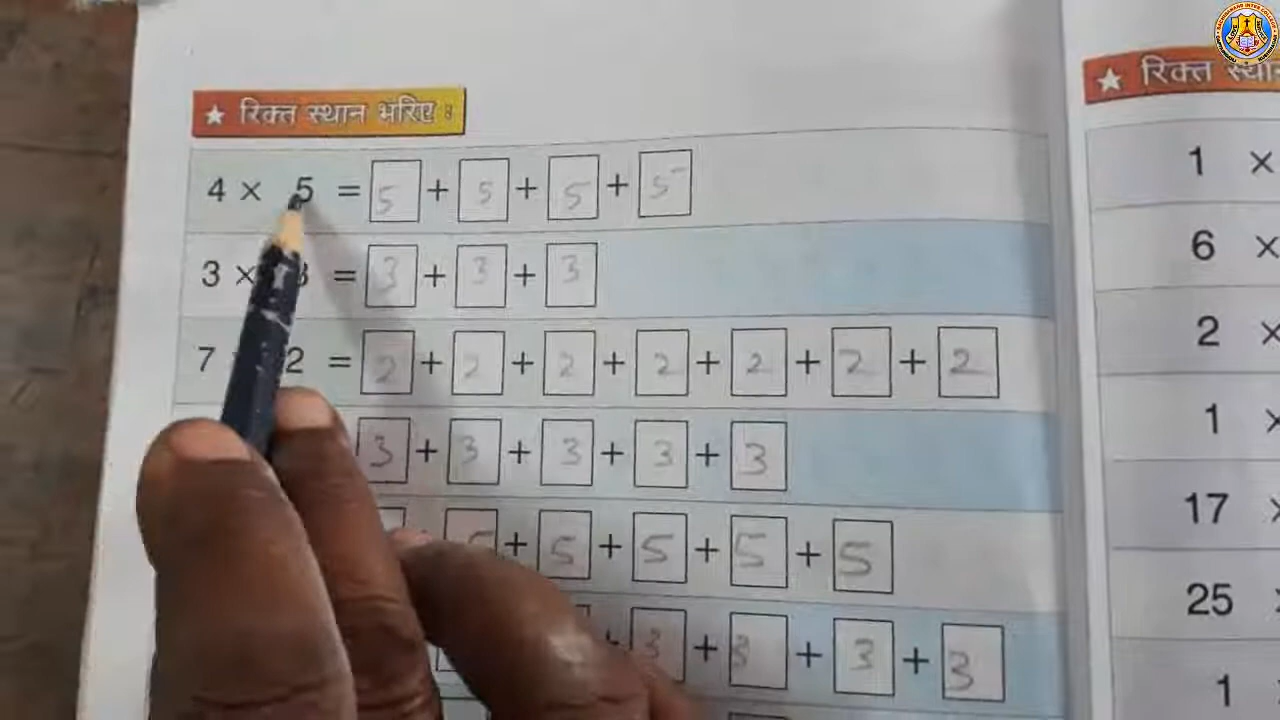 ★ रिक्त स्थान भरिए :
4 × 5 = 5 + 5 + 5 + 5
3 × 3 = 3 + 3 + 3
7 2 = 2 + 2 + 2 + 2 + 2 + 2 + 2
3 + 3 + 3 + 3 + 3
5 + 5 + 5 + 5 + 5
+ 3 + 3 + 3 + 3
★ रिक्त
1 ×
6 ×
2 ×
1 ×
17
25
1